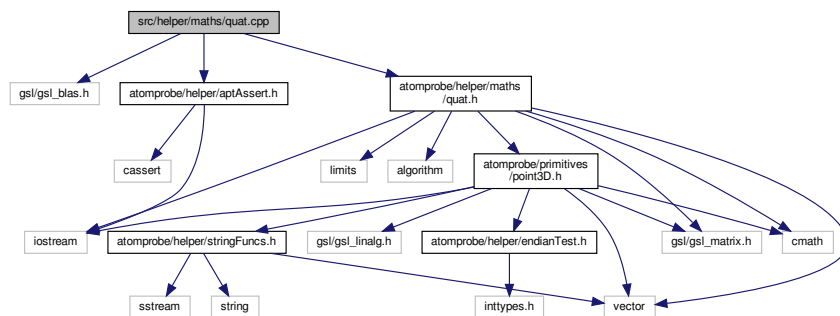 src/helper/maths/quat.cpp
gsl/gsl_blas.h
atomprobe/helper/aptAssert.h
atomprobe/helper/maths
/quat.h
cassert
limits
algorithm
atomprobe/primitives
/point3D.h
iostream
atomprobe/helper/stringFuncs.h
gsl/gsl_linalg.h
atomprobe/helper/endianTest.h
gsl/gsl_matrix.h
cmath
sstream
string
inttypes.h
vector